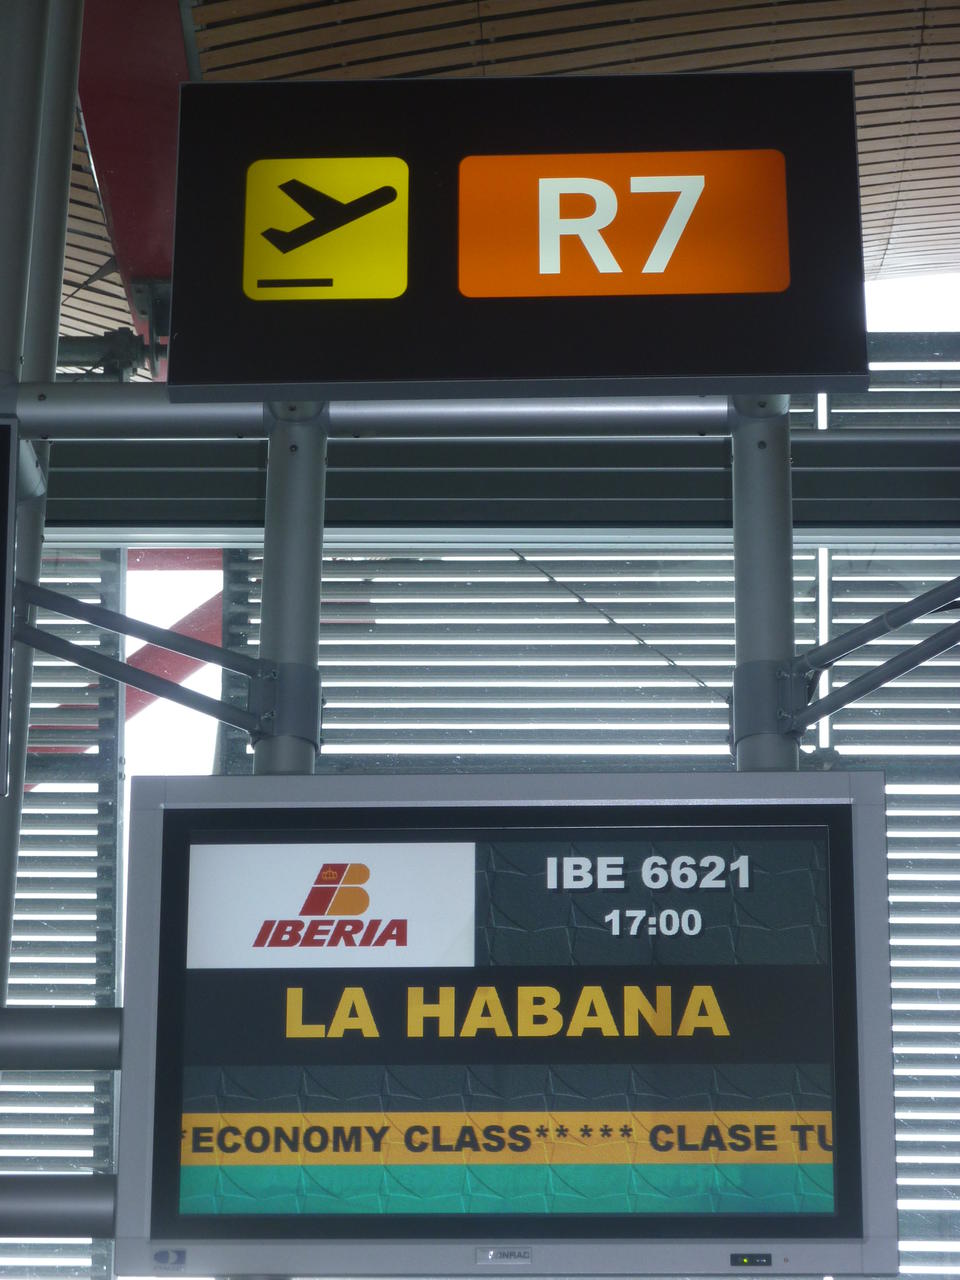 R7
IBERIA
IBE 6621
17:00
LA HABANA
*ECONOMY CLASS** *** CLASE TU